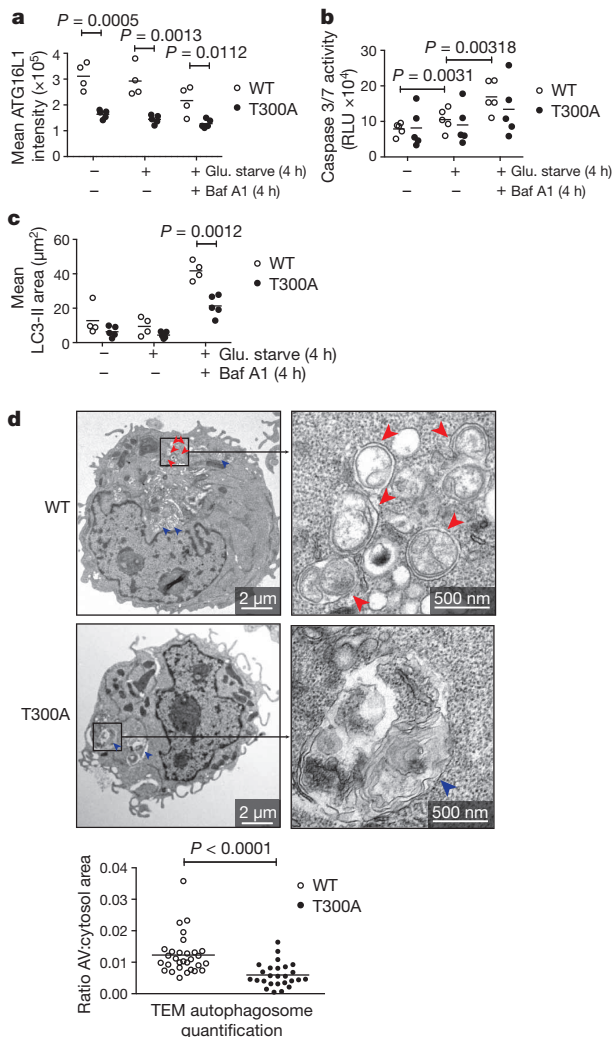 a
P = 0.0005
P = 0.0013
P = 0.0112
Mean ATG16L1
intensity (×10⁵)
5
4
3
2
1
0
WT
T300A
– + + Glu. starve (4 h)
– – + Baf A1 (4 h)
b
P = 0.00318
P = 0.0031
Caspase 3/7 activity
(RLU ×10⁴)
30
20
10
0
WT
T300A
– + + Glu. starve (4 h)
– – + Baf A1 (4 h)
c
P = 0.0012
Mean
LC3-II area (μm²)
60
40
20
0
WT
T300A
– + + Glu. starve (4 h)
– – + Baf A1 (4 h)
d
WT
2 μm
500 nm
T300A
2 μm
500 nm
P < 0.0001
Ratio AV:cytosol area
0.04
0.03
0.02
0.01
0.00
WT
T300A
TEM autophagosome
quantification